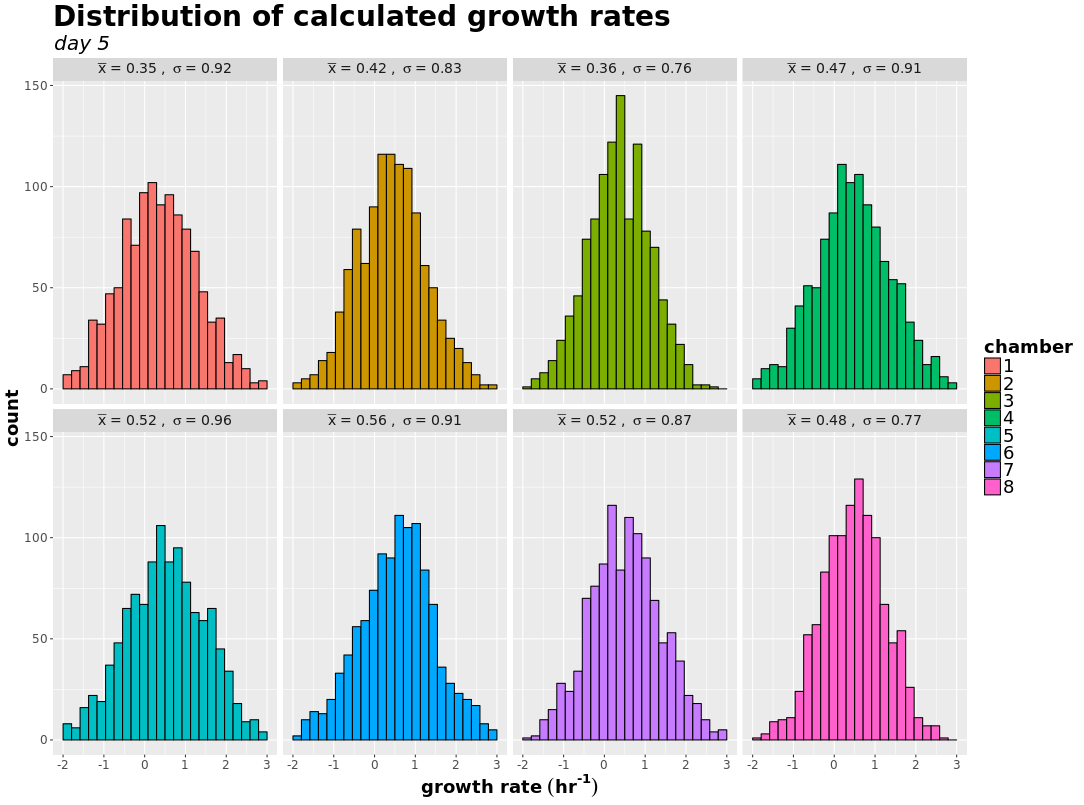 Distribution of calculated growth rates
day 5
x̅ = 0.35 , σ = 0.92
x̅ = 0.42 , σ = 0.83
x̅ = 0.36 , σ = 0.76
x̅ = 0.47 , σ = 0.91
150
100
50
0
x̅ = 0.52 , σ = 0.96
x̅ = 0.56 , σ = 0.91
x̅ = 0.52 , σ = 0.87
x̅ = 0.48 , σ = 0.77
150
100
50
0
-2 -1 0 1 2 3
-2 -1 0 1 2 3
-2 -1 0 1 2 3
-2 -1 0 1 2 3
count
growth rate (hr⁻¹)
chamber
1
2
3
4
5
6
7
8